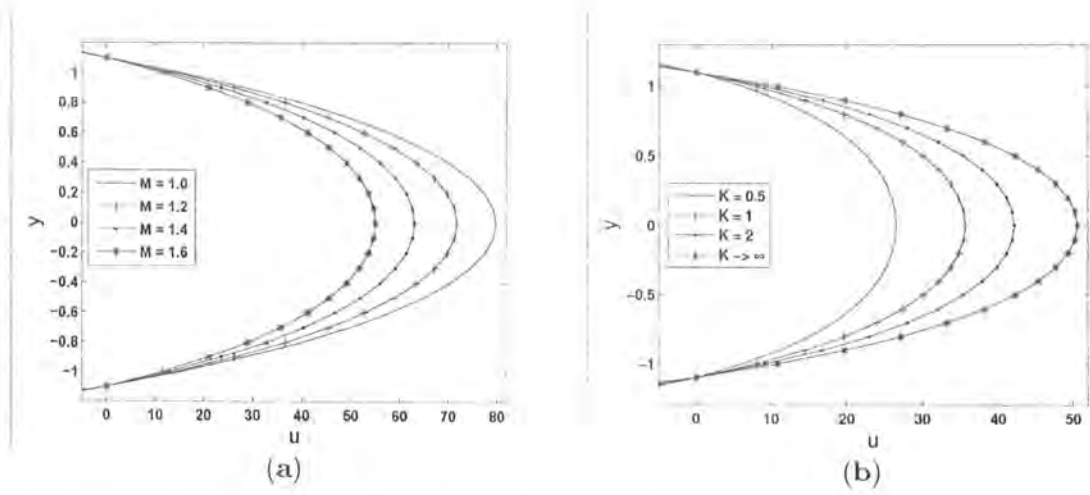 1
0.8
0.6
0.4
0.2
0
−0.2
−0.4
−0.6
−0.8
−1
y
M = 1.0
M = 1.2
M = 1.4
M = 1.6
0 10 20 30 40 50 60 70 80
u
(a)
1
0.5
0
−0.5
−1
y
K = 0.5
K = 1
K = 2
K −> ∞
0 10 20 30 40 50
u
(b)